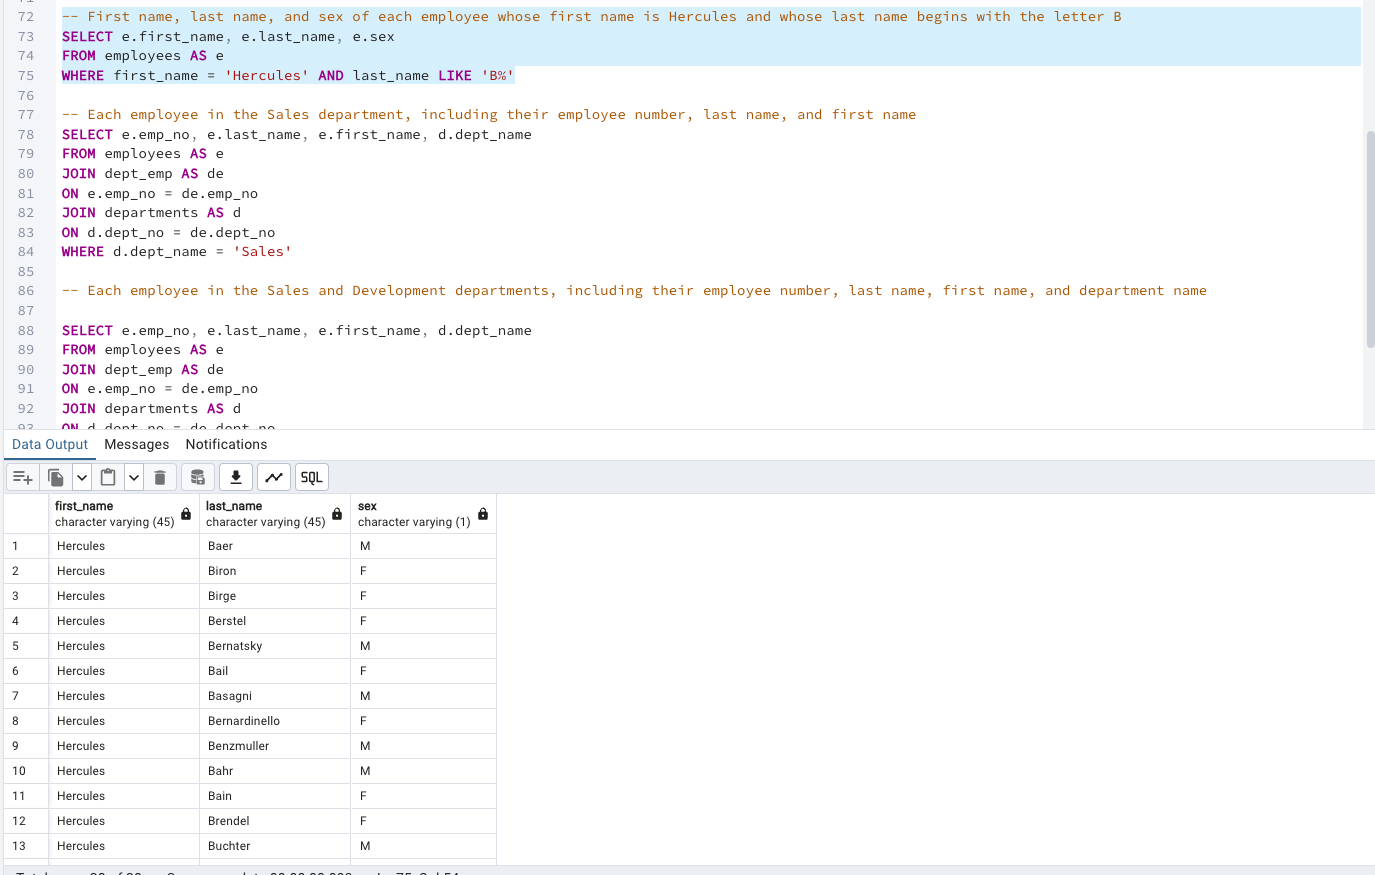 72 -- First name, last name, and sex of each employee whose first name is Hercules and whose last name begins with the letter B
73 SELECT e.first_name, e.last_name, e.sex
74 FROM employees AS e
75 WHERE first_name = 'Hercules' AND last_name LIKE 'B%'
76
77 -- Each employee in the Sales department, including their employee number, last name, and first name
78 SELECT e.emp_no, e.last_name, e.first_name, d.dept_name
79 FROM employees AS e
80 JOIN dept_emp AS de
81 ON e.emp_no = de.emp_no
82 JOIN departments AS d
83 ON d.dept_no = de.dept_no
84 WHERE d.dept_name = 'Sales'
85
86 -- Each employee in the Sales and Development departments, including their employee number, last name, first name, and department name
87
88 SELECT e.emp_no, e.last_name, e.first_name, d.dept_name
89 FROM employees AS e
90 JOIN dept_emp AS de
91 ON e.emp_no = de.emp_no
92 JOIN departments AS d
93 ON d.dept_no = de.dept_no
Data Output Messages Notifications
SQL
first_name last_name sex
character varying (45) character varying (45) character varying (1)
1 Hercules Baer M
2 Hercules Biron F
3 Hercules Birge F
4 Hercules Berstel F
5 Hercules Bernatsky M
6 Hercules Bail F
7 Hercules Basagni M
8 Hercules Bernardinello F
9 Hercules Benzmuller M
10 Hercules Bahr M
11 Hercules Bain F
12 Hercules Brendel F
13 Hercules Buchter M